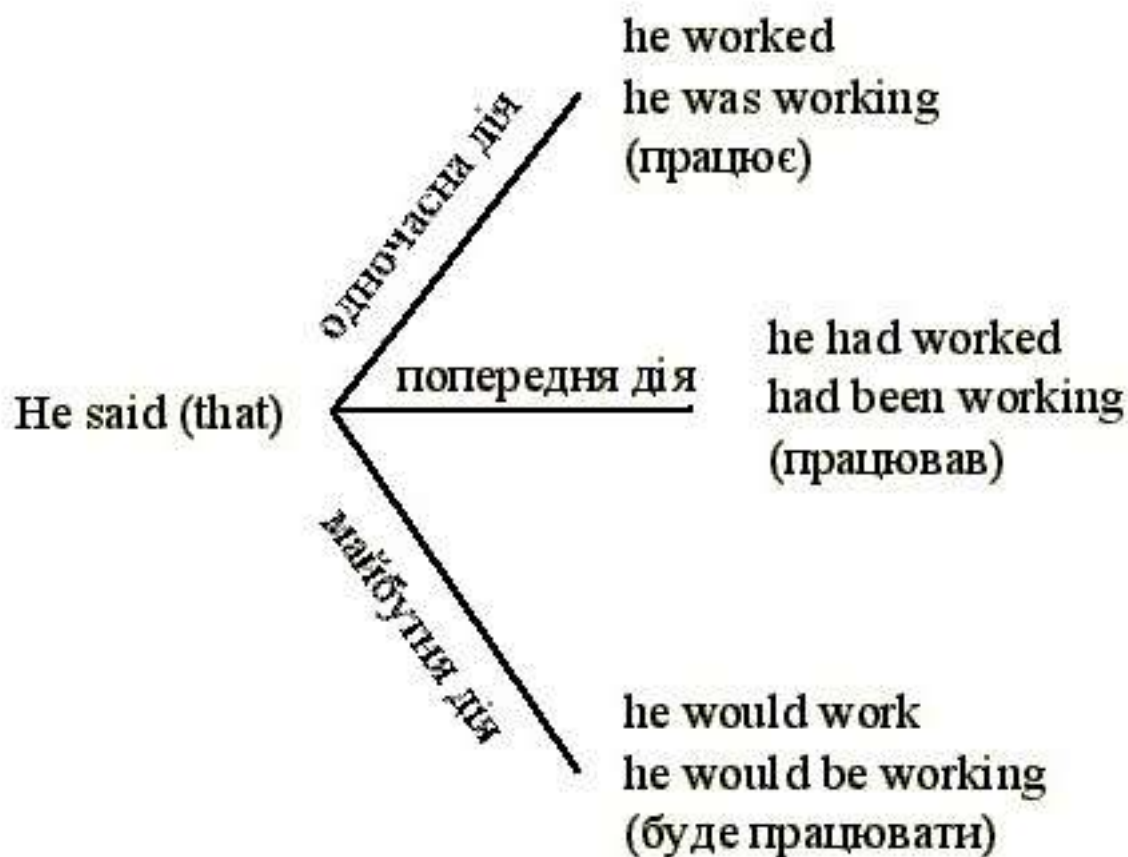 he worked
he was working
(працює)
одночасна дія
he had worked
попередня дія
had been working
He said (that)
(працював)
майбутня дія
he would work
he would be working
(буде працювати)